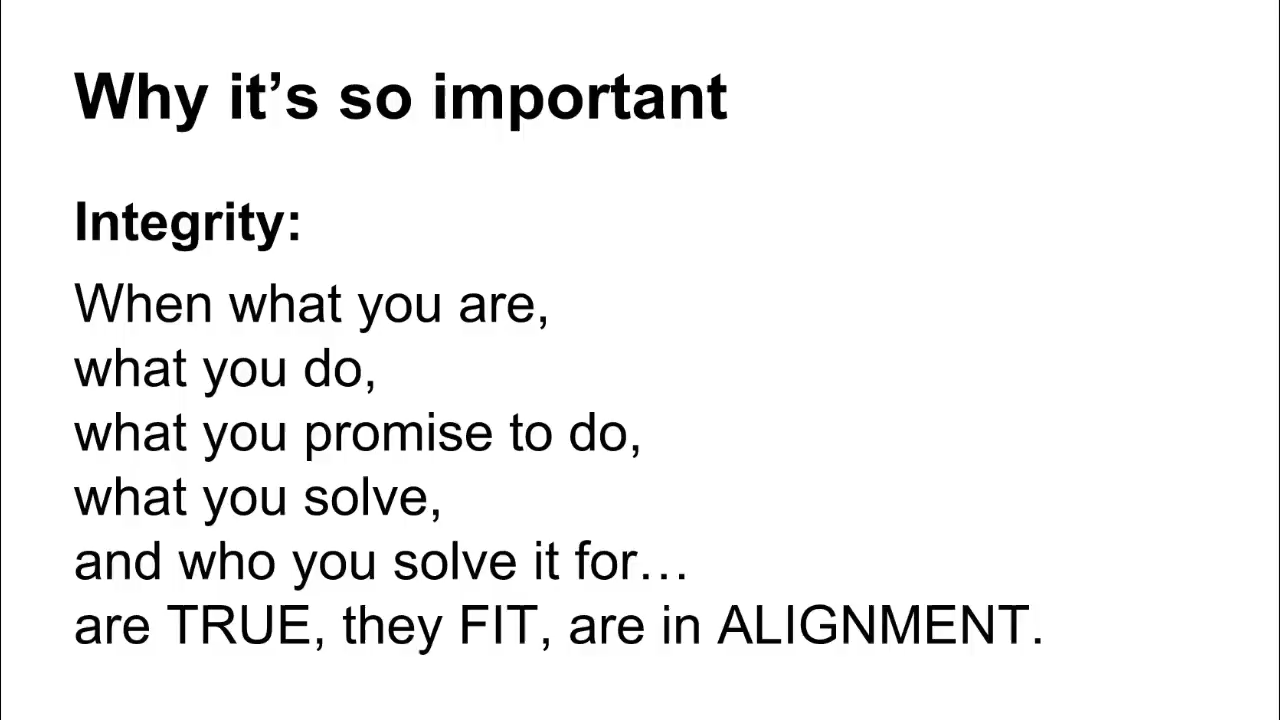 Why it’s so important
Integrity:
When what you are,
what you do,
what you promise to do,
what you solve,
and who you solve it for…
are TRUE, they FIT, are in ALIGNMENT.